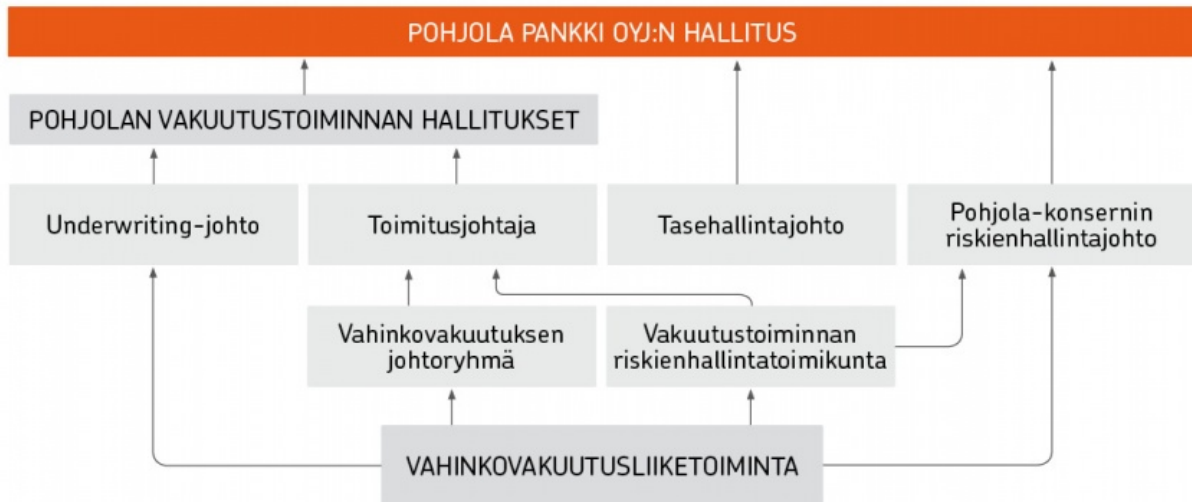 POHJOLA PANKKI OYJ:N HALLITUS
POHJOLAN VAKUUTUSTOIMINNAN HALLITUKSET
Underwriting-johto
Toimitusjohtaja
Tasehallintajohto
Pohjola-konsernin
riskienhallintajohto
Vahinkovakuutuksen
johtoryhmä
Vakuutustoiminnan
riskienhallintatoimikunta
VAHINKOVAKUUTUSLIIKETOIMINTA